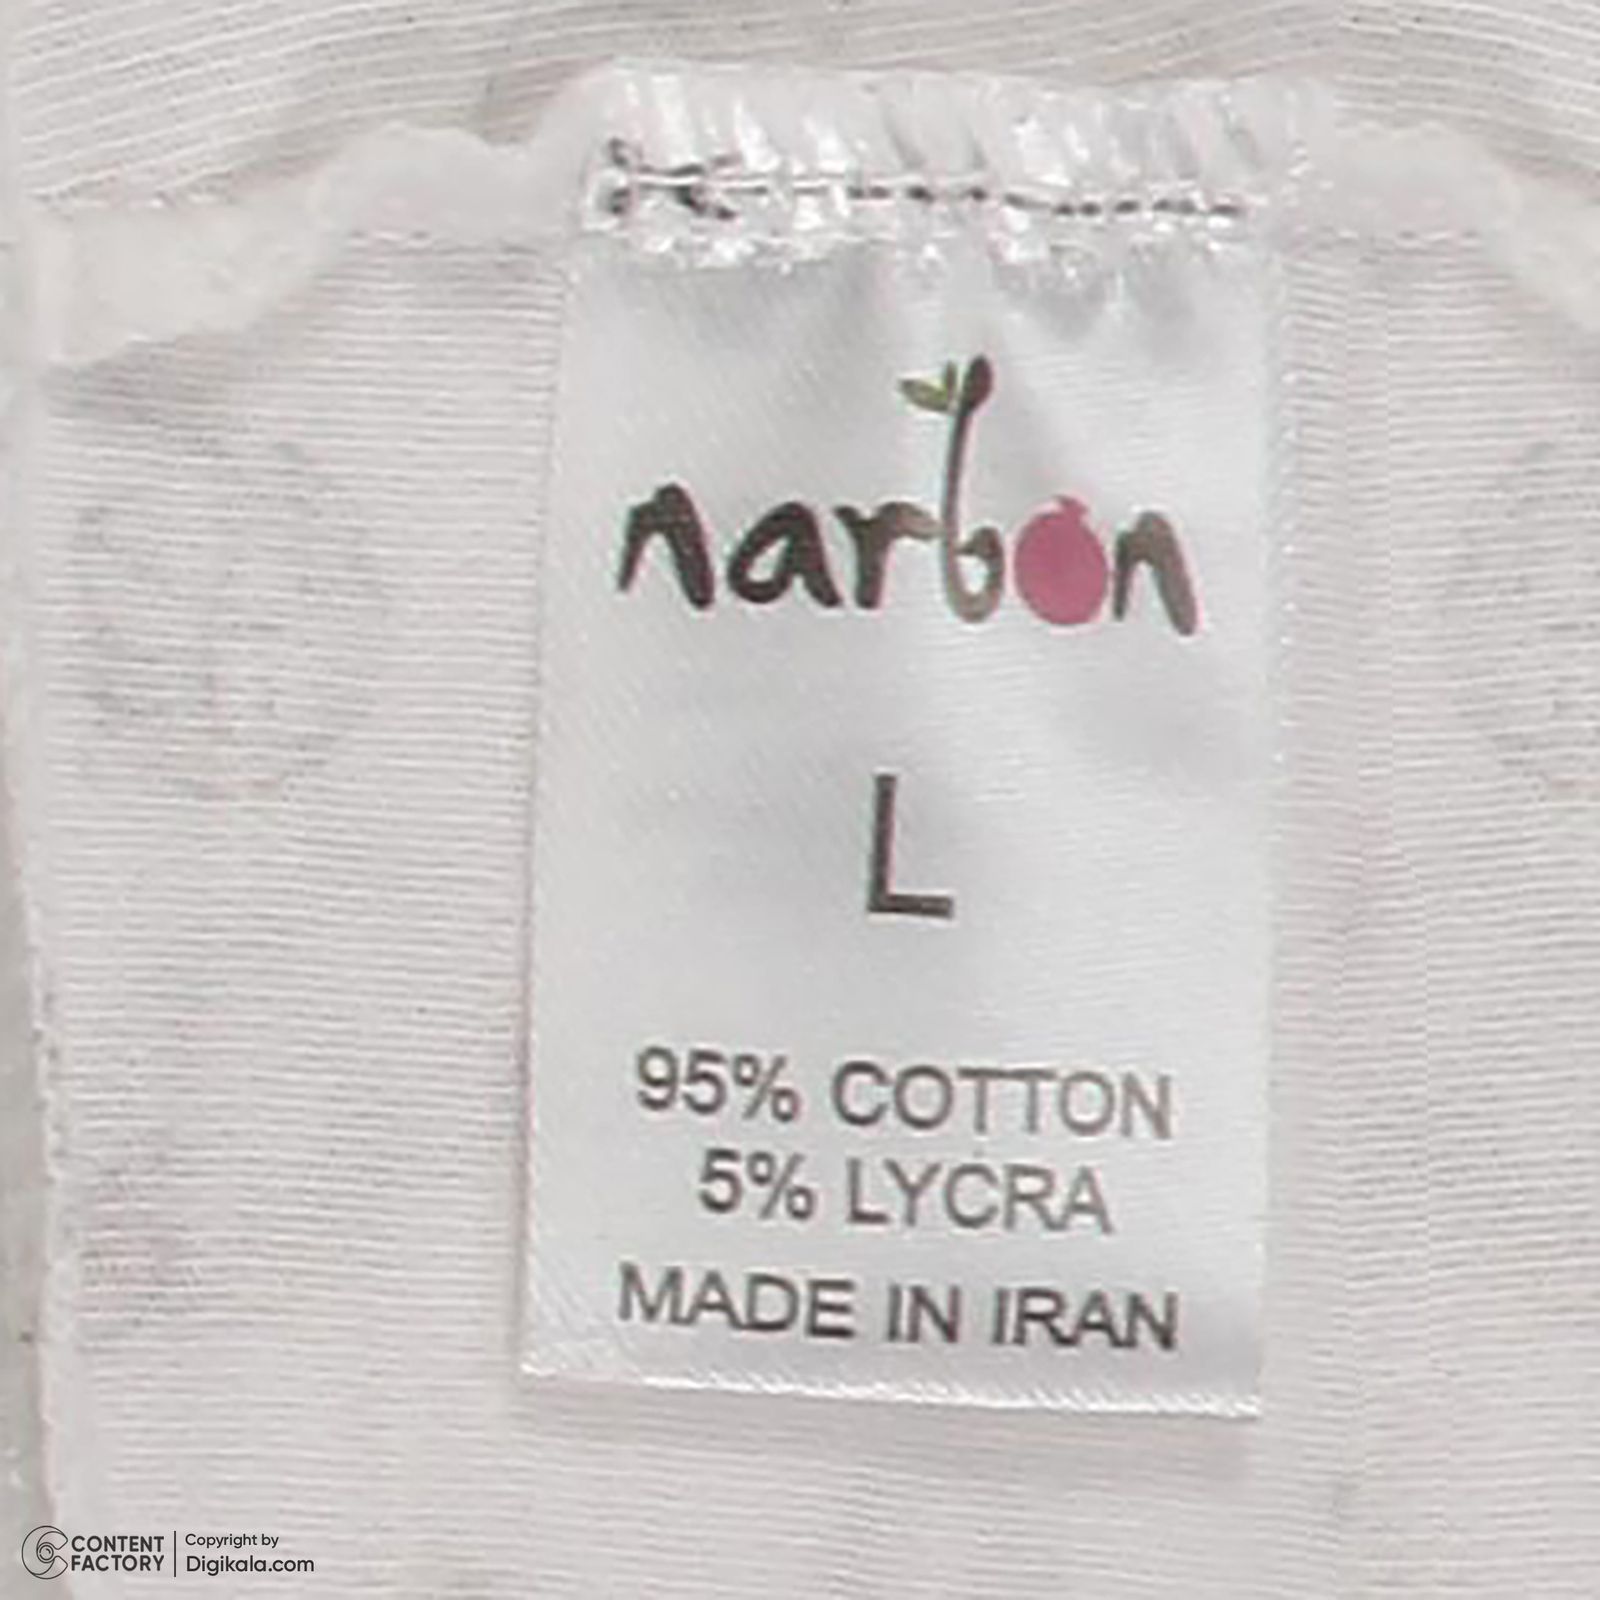 narbon
L
95% COTTON
5% LYCRA
MADE IN IRAN
CONTENT
FACTORY
Copyright by
Digikala.com